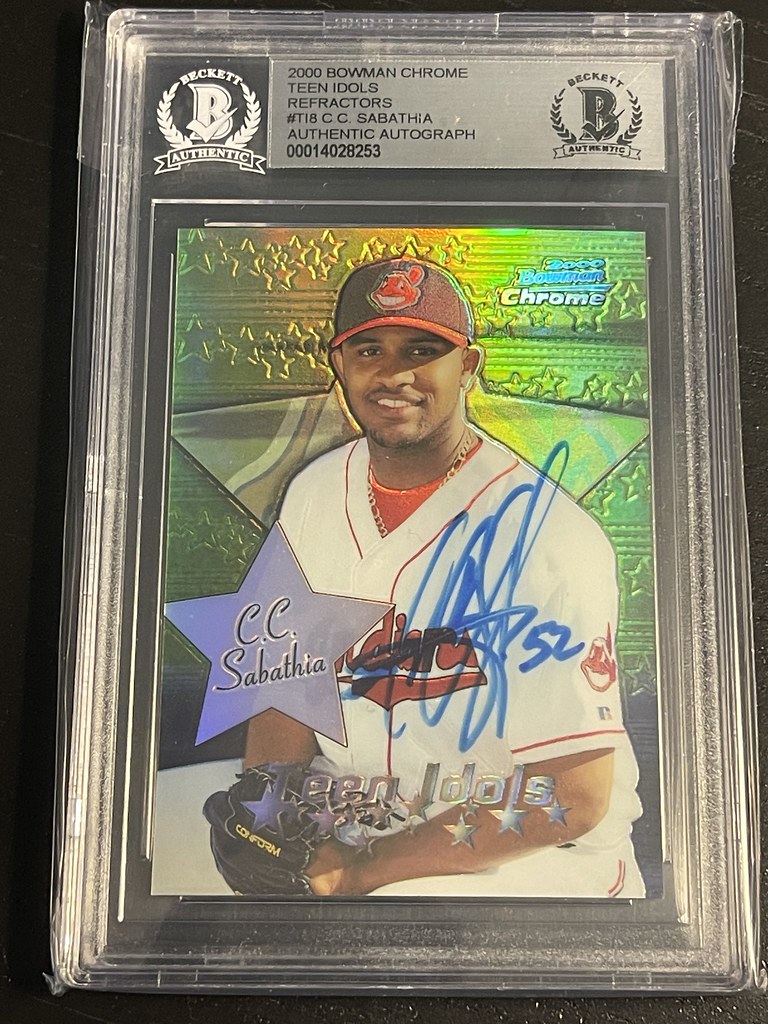 BECKETT
B
AUTHENTIC
2000 BOWMAN CHROME
TEEN IDOLS
REFRACTORS
#TI8 C C. SABATHIA
AUTHENTIC AUTOGRAPH
00014028253
BECKETT
B
AUTHENTIC
2000
Bowman
Chrome
C.C.
Sabathia
52
Teen Idols
CONFORM